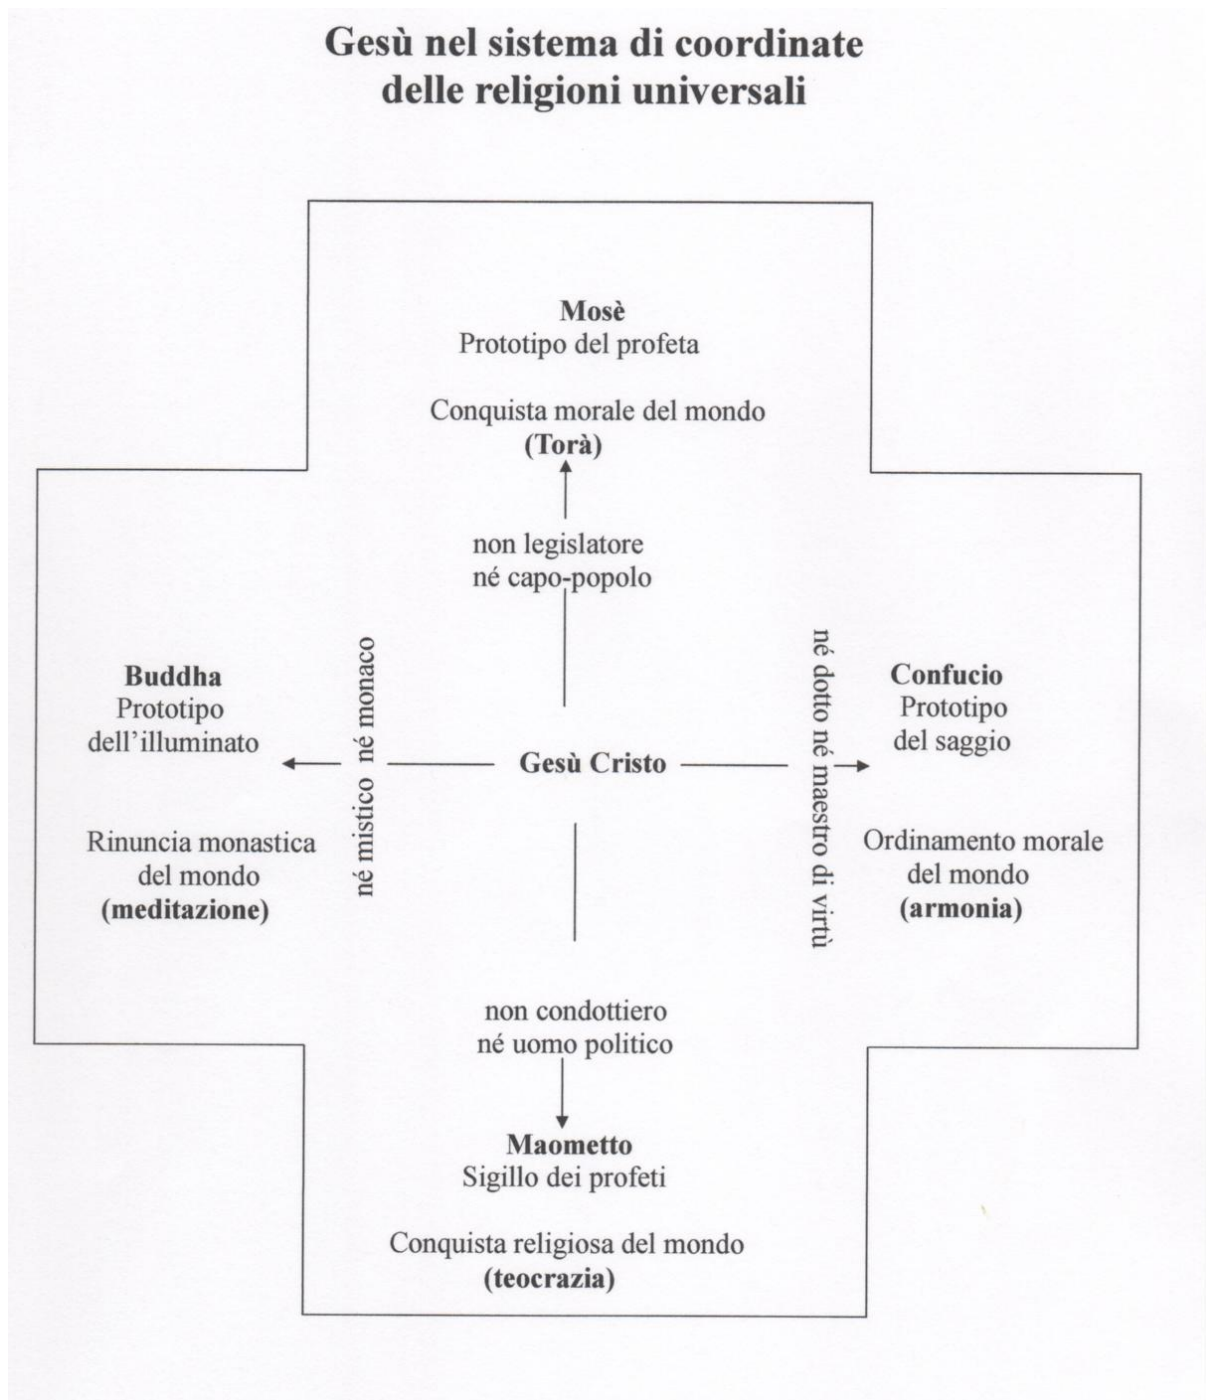 Gesù nel sistema di coordinate
delle religioni universali
Mosè
Prototipo del profeta
Conquista morale del mondo
(Torà)
non legislatore
né capo-popolo
Buddha
Prototipo
dell'illuminato
Rinuncia monastica
del mondo
(meditazione)
né mistico né monaco
Gesù Cristo
né dotto né maestro di virtù
Confucio
Prototipo
del saggio
Ordinamento morale
del mondo
(armonia)
non condottiero
né uomo politico
Maometto
Sigillo dei profeti
Conquista religiosa del mondo
(teocrazia)